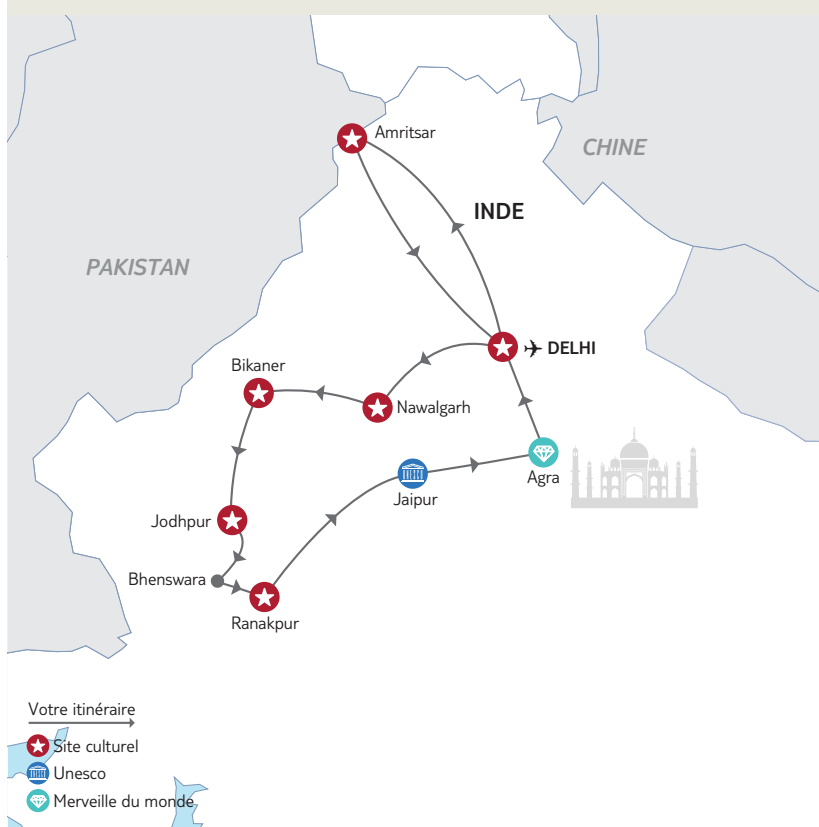 Amritsar
CHINE
INDE
PAKISTAN
DELHI
Bikaner
Nawalgarh
Agra
Jaipur
Jodhpur
Bhenswara
Ranakpur
Votre itinéraire
Site culturel
Unesco
Merveille du monde